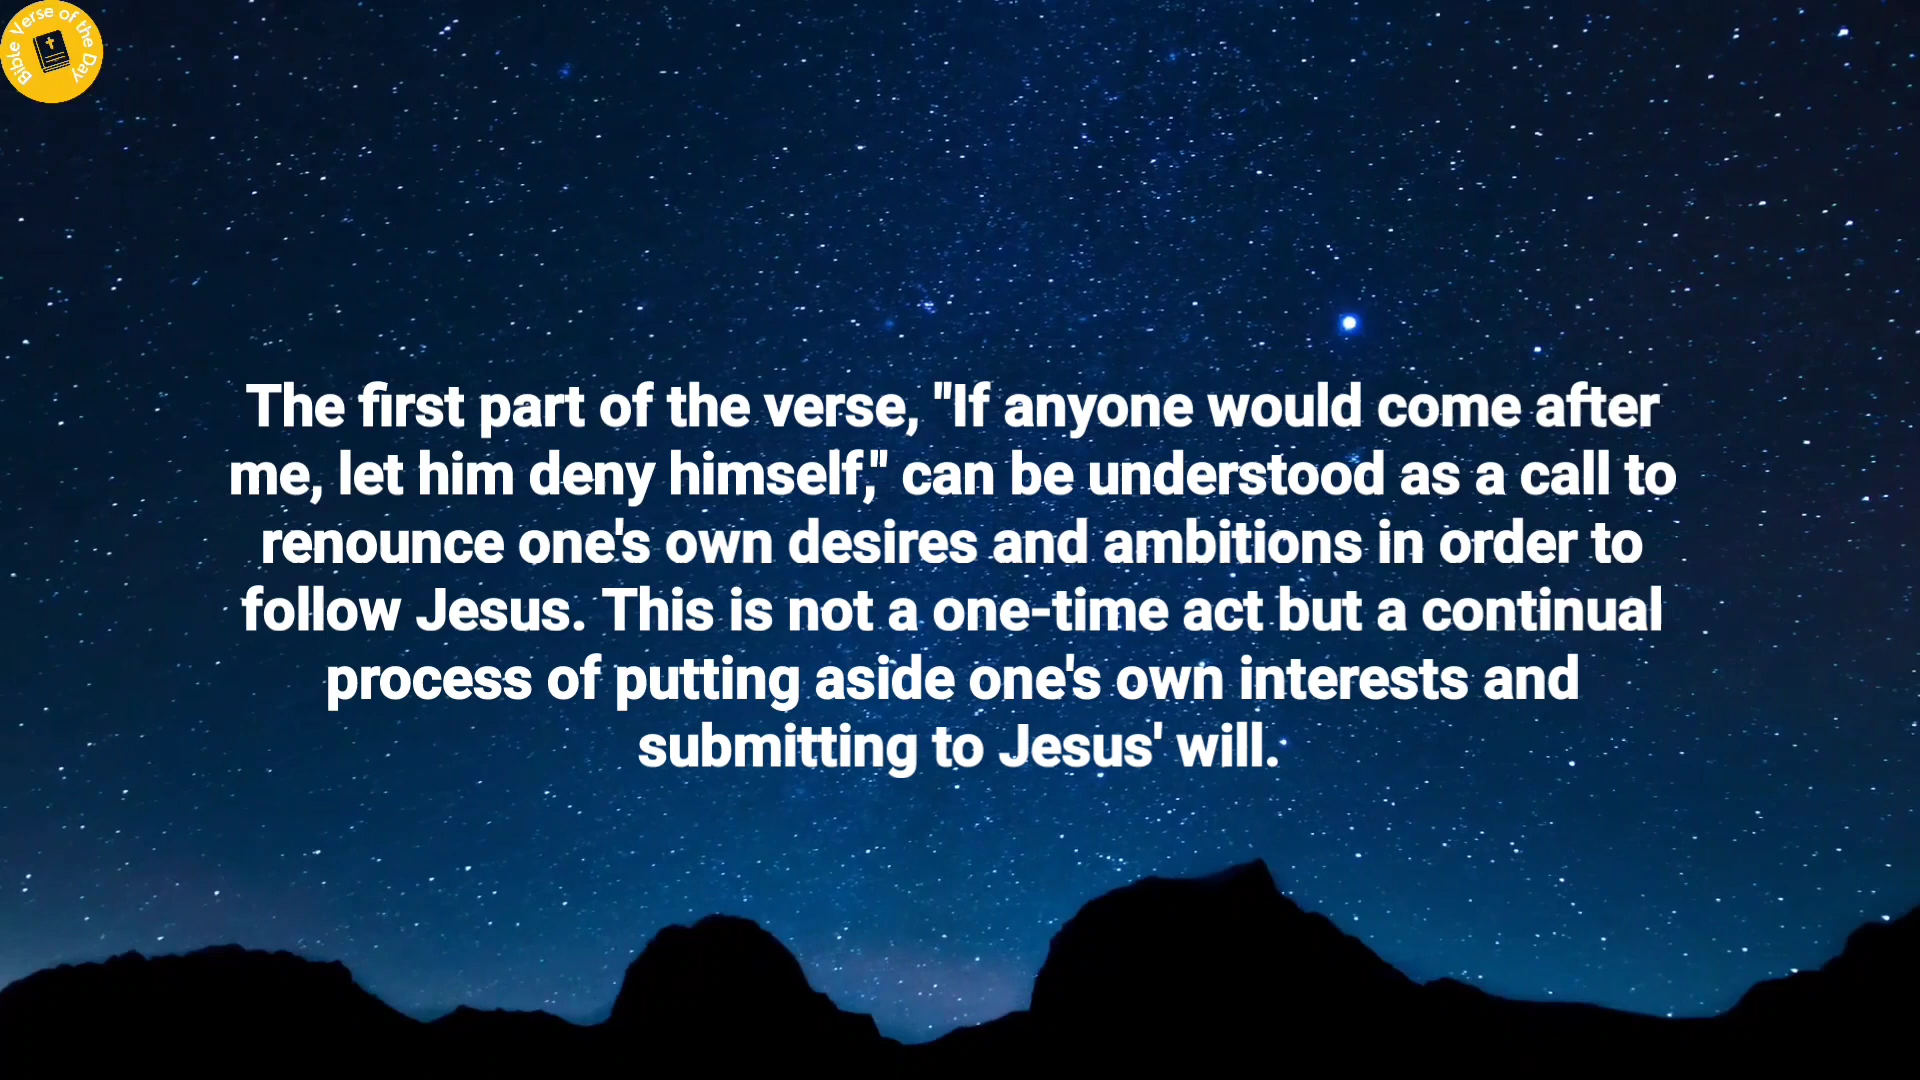 Bible Verse of the Day
The first part of the verse, "If anyone would come after
me, let him deny himself," can be understood as a call to
renounce one's own desires and ambitions in order to
follow Jesus. This is not a one-time act but a continual
process of putting aside one's own interests and
submitting to Jesus' will.